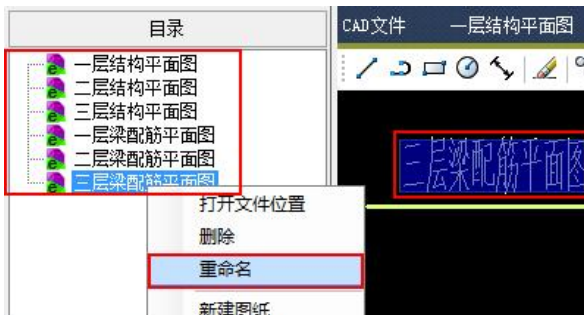 目录
一层结构平面图
二层结构平面图
三层结构平面图
一层梁配筋平面图
二层梁配筋平面图
三层梁配筋平面图
打开文件位置
删除
重命名
新建图纸
CAD文件 一层结构平面图
三层梁配筋平面图